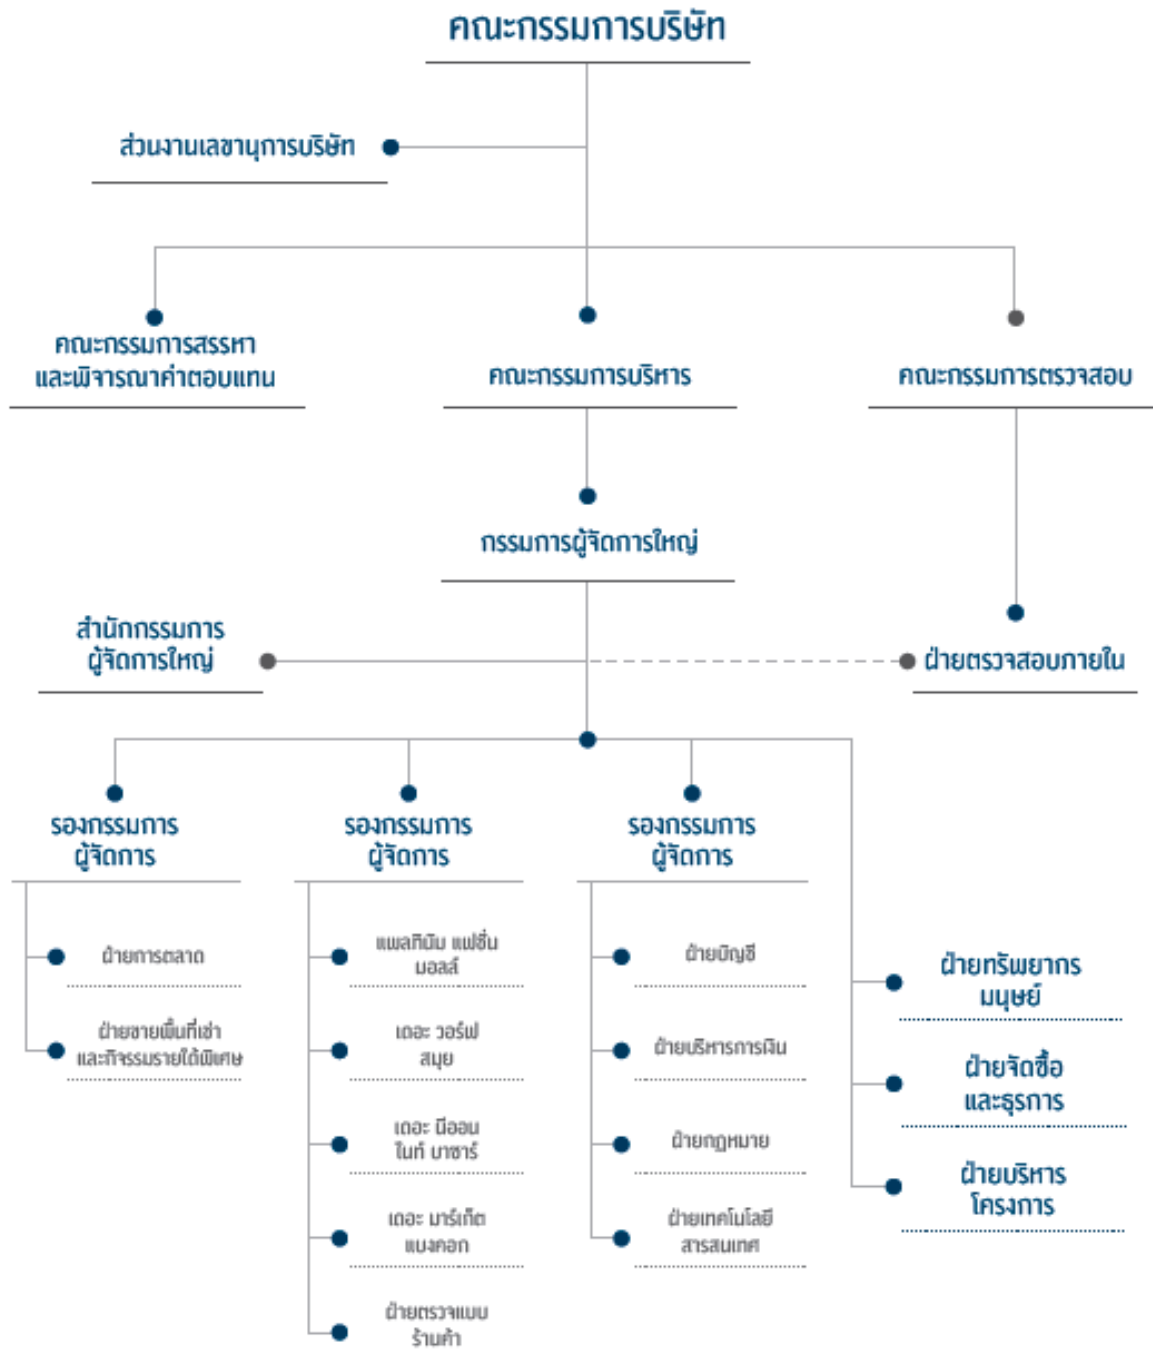 คณะกรรมการบริษัท
ส่วนงานเลขานุการบริษัท
คณะกรรมการสรรหา
และพิจารณาค่าตอบแทน
คณะกรรมการบริหาร
คณะกรรมการตรวจสอบ
กรรมการผู้จัดการใหญ่
สำนักกรรมการ
ผู้จัดการใหญ่
ฝ่ายตรวจสอบภายใน
รองกรรมการ
ผู้จัดการ
ฝ่ายการตลาด
ฝ่ายขายพื้นที่เช่า
และกิจรรมรายได้พิเศษ
รองกรรมการ
ผู้จัดการ
แพลทินัม แฟชั่น
มอลล์
เดอะ วอร์ฟ
สมุย
เดอะ นีออน
ไนท์ บาซาร์
เดอะ มาร์เก็ต
แบงคอก
ฝ่ายตรวจแบบ
ร้านค้า
รองกรรมการ
ผู้จัดการ
ฝ่ายบัญชี
ฝ่ายบริหารการเงิน
ฝ่ายกฎหมาย
ฝ่ายเทคโนโลยี
สารสนเทศ
ฝ่ายทรัพยากร
มนุษย์
ฝ่ายจัดซื้อ
และธุรการ
ฝ่ายบริหาร
โครงการ